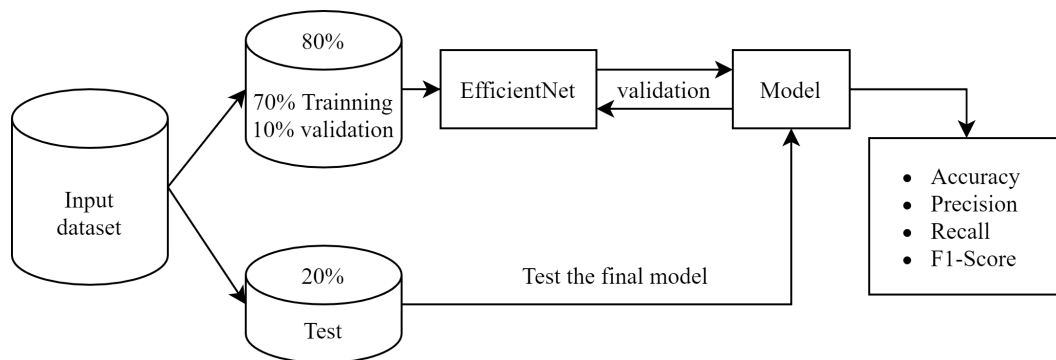 Input
dataset
80%
70% Trainning
10% validation
20%
Test
EfficientNet
validation
Model
Test the final model
• Accuracy
• Precision
• Recall
• F1-Score